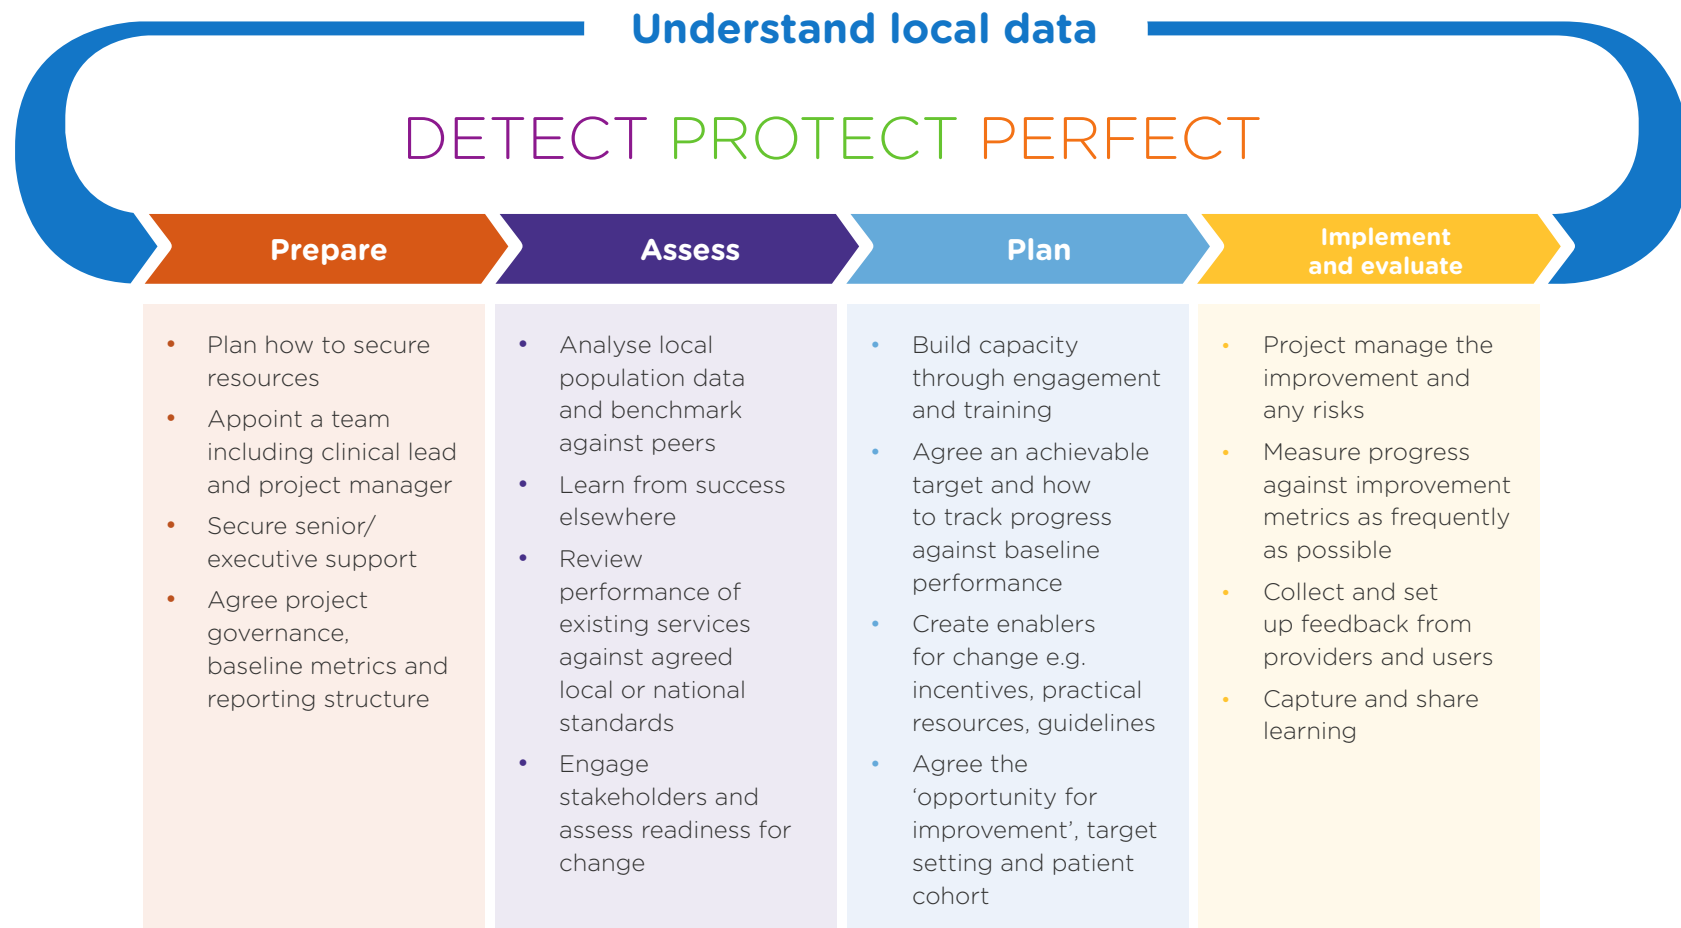 Understand local data
DETECT PROTECT PERFECT
Prepare
• Plan how to secure
resources
• Appoint a team
including clinical lead
and project manager
• Secure senior/
executive support
• Agree project
governance,
baseline metrics and
reporting structure
Assess
• Analyse local
population data
and benchmark
against peers
• Learn from success
elsewhere
• Review
performance of
existing services
against agreed
local or national
standards
• Engage
stakeholders and
assess readiness for
change
Plan
• Build capacity
through engagement
and training
• Agree an achievable
target and how
to track progress
against baseline
performance
• Create enablers
for change e.g.
incentives, practical
resources, guidelines
• Agree the
‘opportunity for
improvement’, target
setting and patient
cohort
Implement
and evaluate
• Project manage the
improvement and
any risks
• Measure progress
against improvement
metrics as frequently
as possible
• Collect and set
up feedback from
providers and users
• Capture and share
learning